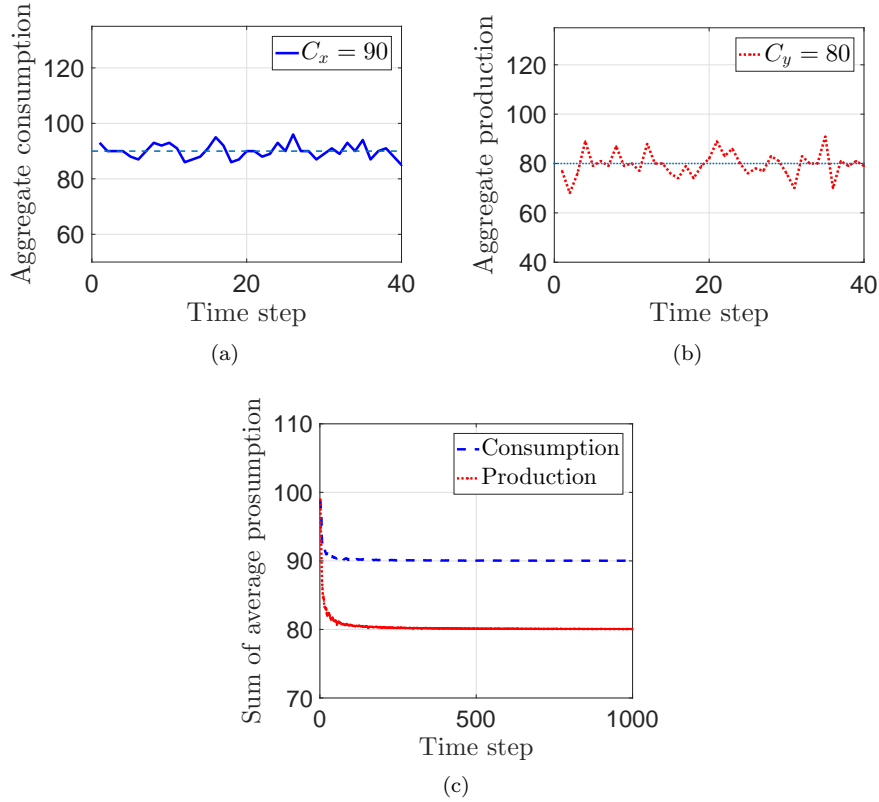 Aggregate consumption
120
100
80
60
0
20
40
Time step
C_x = 90
(a)
Aggregate production
120
100
80
60
40
0
20
40
Time step
C_y = 80
(b)
Sum of average prosumption
110
100
90
80
70
0
500
1000
Time step
Consumption
Production
(c)